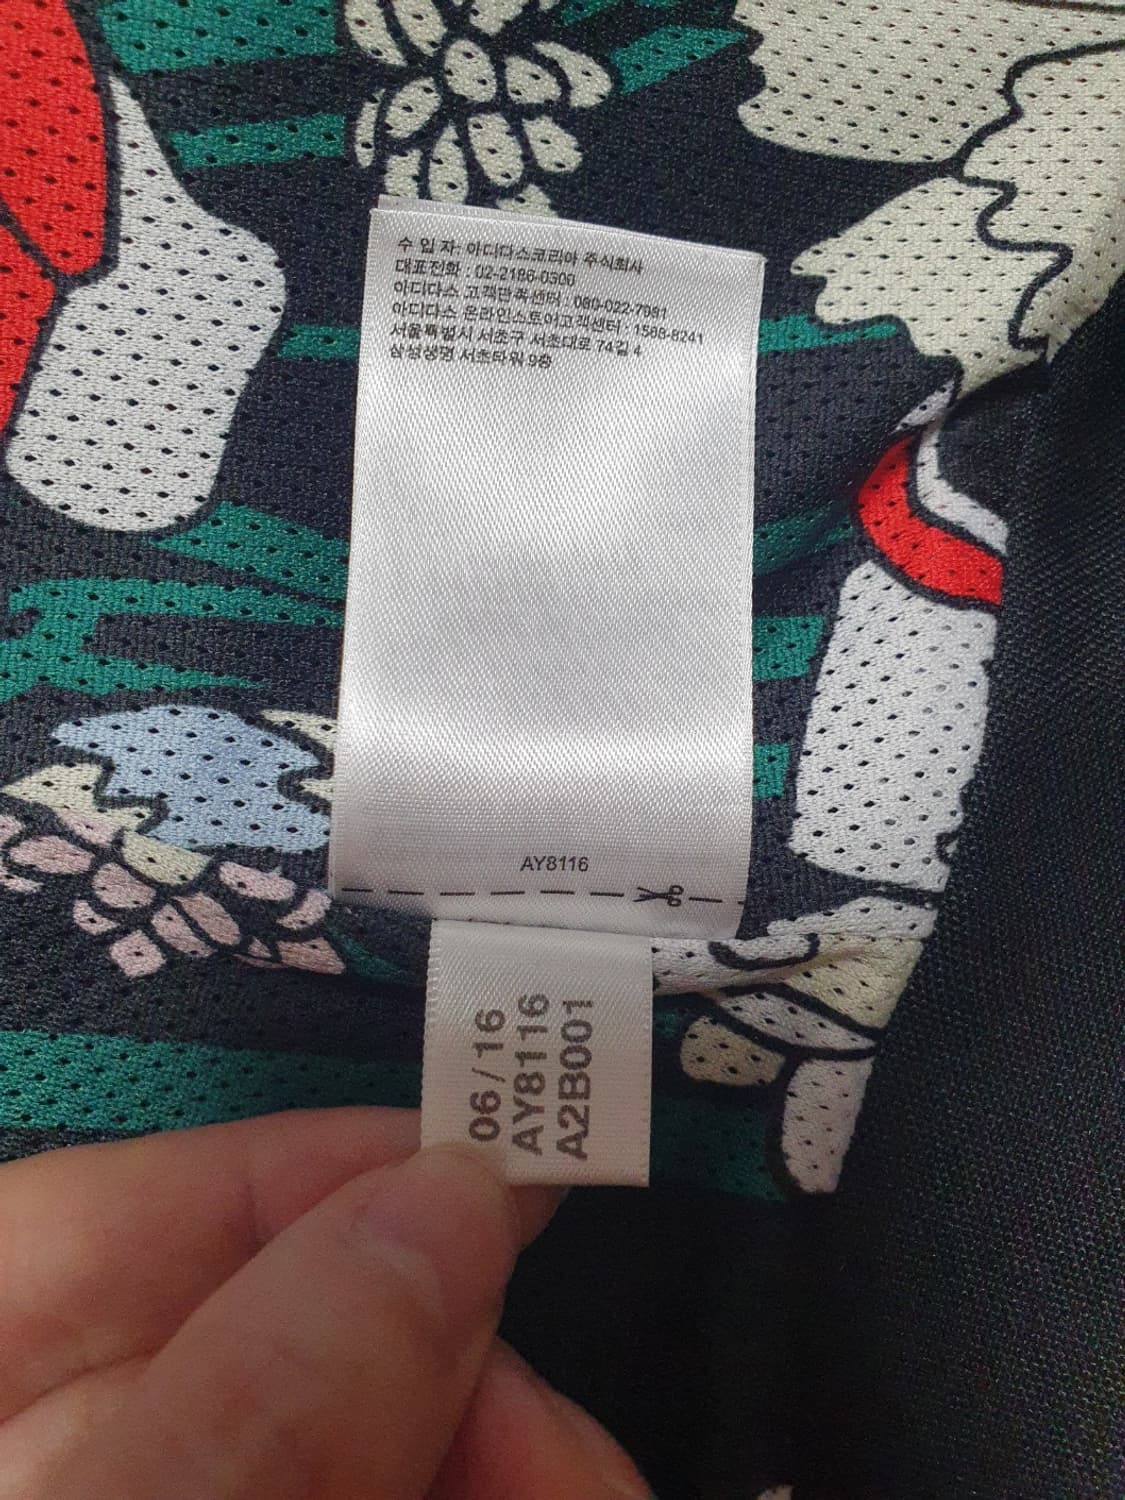 수 입 자: 아디다스코리아 주식회사
대표전화 : 02-2186-0300
아디다스 고객만족센터 : 080-022-7981
아디다스 온라인스토어고객센터 : 1588-8241
서울특별시 서초구 서초대로 74길 4
삼성생명 서초타워 9층
AY8116
06/16
AY8116
A2B001